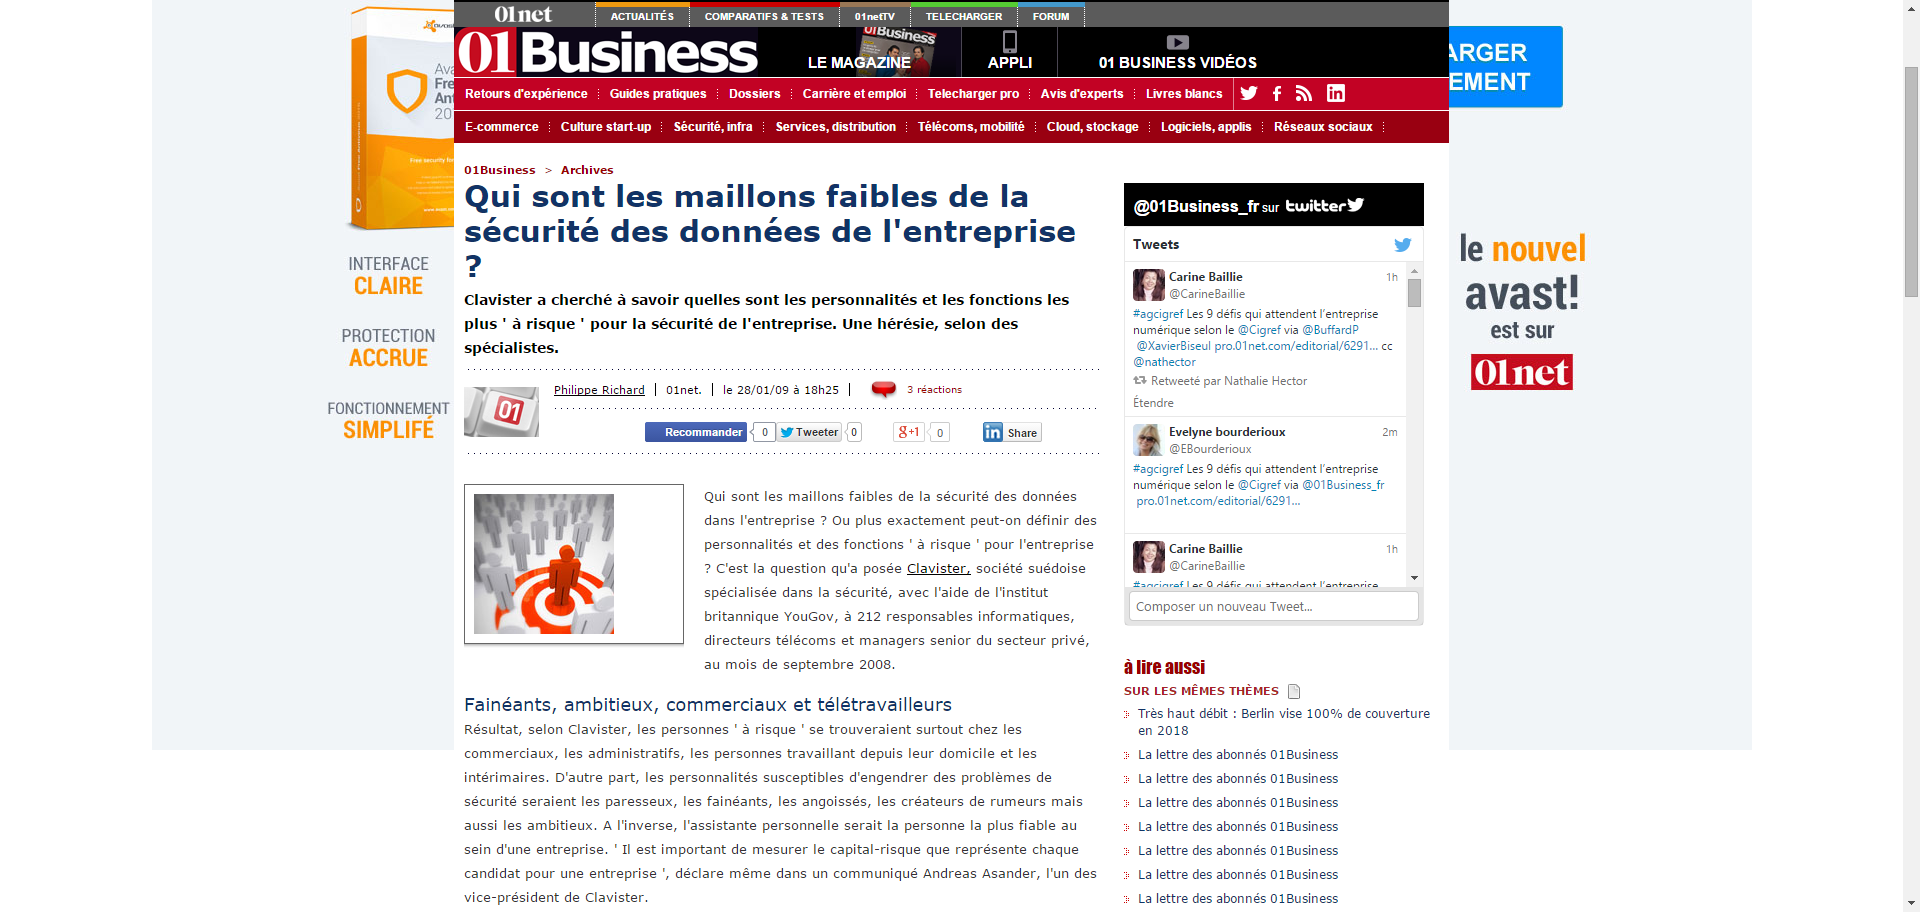 01net
ACTUALITÉS
COMPARATIFS & TESTS
01netTV
TELECHARGER
FORUM
01Business
01Business
LE MAGAZINE
APPLI
01 BUSINESS VIDÉOS
Retours d'expérience
Guides pratiques
Dossiers
Carrière et emploi
Telecharger pro
Avis d'experts
Livres blancs
E-commerce
Culture start-up
Sécurité, infra
Services, distribution
Télécoms, mobilité
Cloud, stockage
Logiciels, applis
Réseaux sociaux
INTERFACE
CLAIRE
PROTECTION
ACCRUE
FONCTIONNEMENT
SIMPLIFÉ
01Business > Archives
Qui sont les maillons faibles de la
sécurité des données de l'entreprise
?
Clavister a cherché à savoir quelles sont les personnalités et les fonctions les
plus ' à risque ' pour la sécurité de l'entreprise. Une hérésie, selon des
spécialistes.
01
Philippe Richard | 01net. | le 28/01/09 à 18h25 | 3 réactions
Recommander 0 Tweeter 0 g+1 0 in Share
Qui sont les maillons faibles de la sécurité des données
dans l'entreprise ? Ou plus exactement peut-on définir des
personnalités et des fonctions ' à risque ' pour l'entreprise
? C'est la question qu'a posée Clavister, société suédoise
spécialisée dans la sécurité, avec l'aide de l'institut
britannique YouGov, à 212 responsables informatiques,
directeurs télécoms et managers senior du secteur privé,
au mois de septembre 2008.
Fainéants, ambitieux, commerciaux et télétravailleurs
Résultat, selon Clavister, les personnes ' à risque ' se trouveraient surtout chez les
commerciaux, les administratifs, les personnes travaillant depuis leur domicile et les
intérimaires. D'autre part, les personnalités susceptibles d'engendrer des problèmes de
sécurité seraient les paresseux, les fainéants, les angoissés, les créateurs de rumeurs mais
aussi les ambitieux. A l'inverse, l'assistante personnelle serait la personne la plus fiable au
sein d'une entreprise. ' Il est important de mesurer le capital-risque que représente chaque
candidat pour une entreprise ', déclare même dans un communiqué Andreas Asander, l'un des
vice-président de Clavister.
@01Business_fr sur twitter
Tweets
Carine Baillie 1h
@CarineBaillie
#agcigref Les 9 défis qui attendent l'entreprise
numérique selon le @Cigref via @BuffardP
@XavierBiseul pro.01net.com/editorial/6291... cc
@nathector
Retweeté par Nathalie Hector
Étendre
Evelyne bourderioux 2m
@EBourderioux
#agcigref Les 9 défis qui attendent l'entreprise
numérique selon le @Cigref via @01Business_fr
pro.01net.com/editorial/6291...
Carine Baillie 1h
@CarineBaillie
#agcigref Les 9 défis qui attendent l'entreprise
Composer un nouveau Tweet...
à lire aussi
SUR LES MÊMES THÈMES
Très haut débit : Berlin vise 100% de couverture
en 2018
La lettre des abonnés 01Business
La lettre des abonnés 01Business
La lettre des abonnés 01Business
La lettre des abonnés 01Business
La lettre des abonnés 01Business
La lettre des abonnés 01Business
La lettre des abonnés 01Business
ARGER
EMENT
le nouvel
avast!
est sur
01net